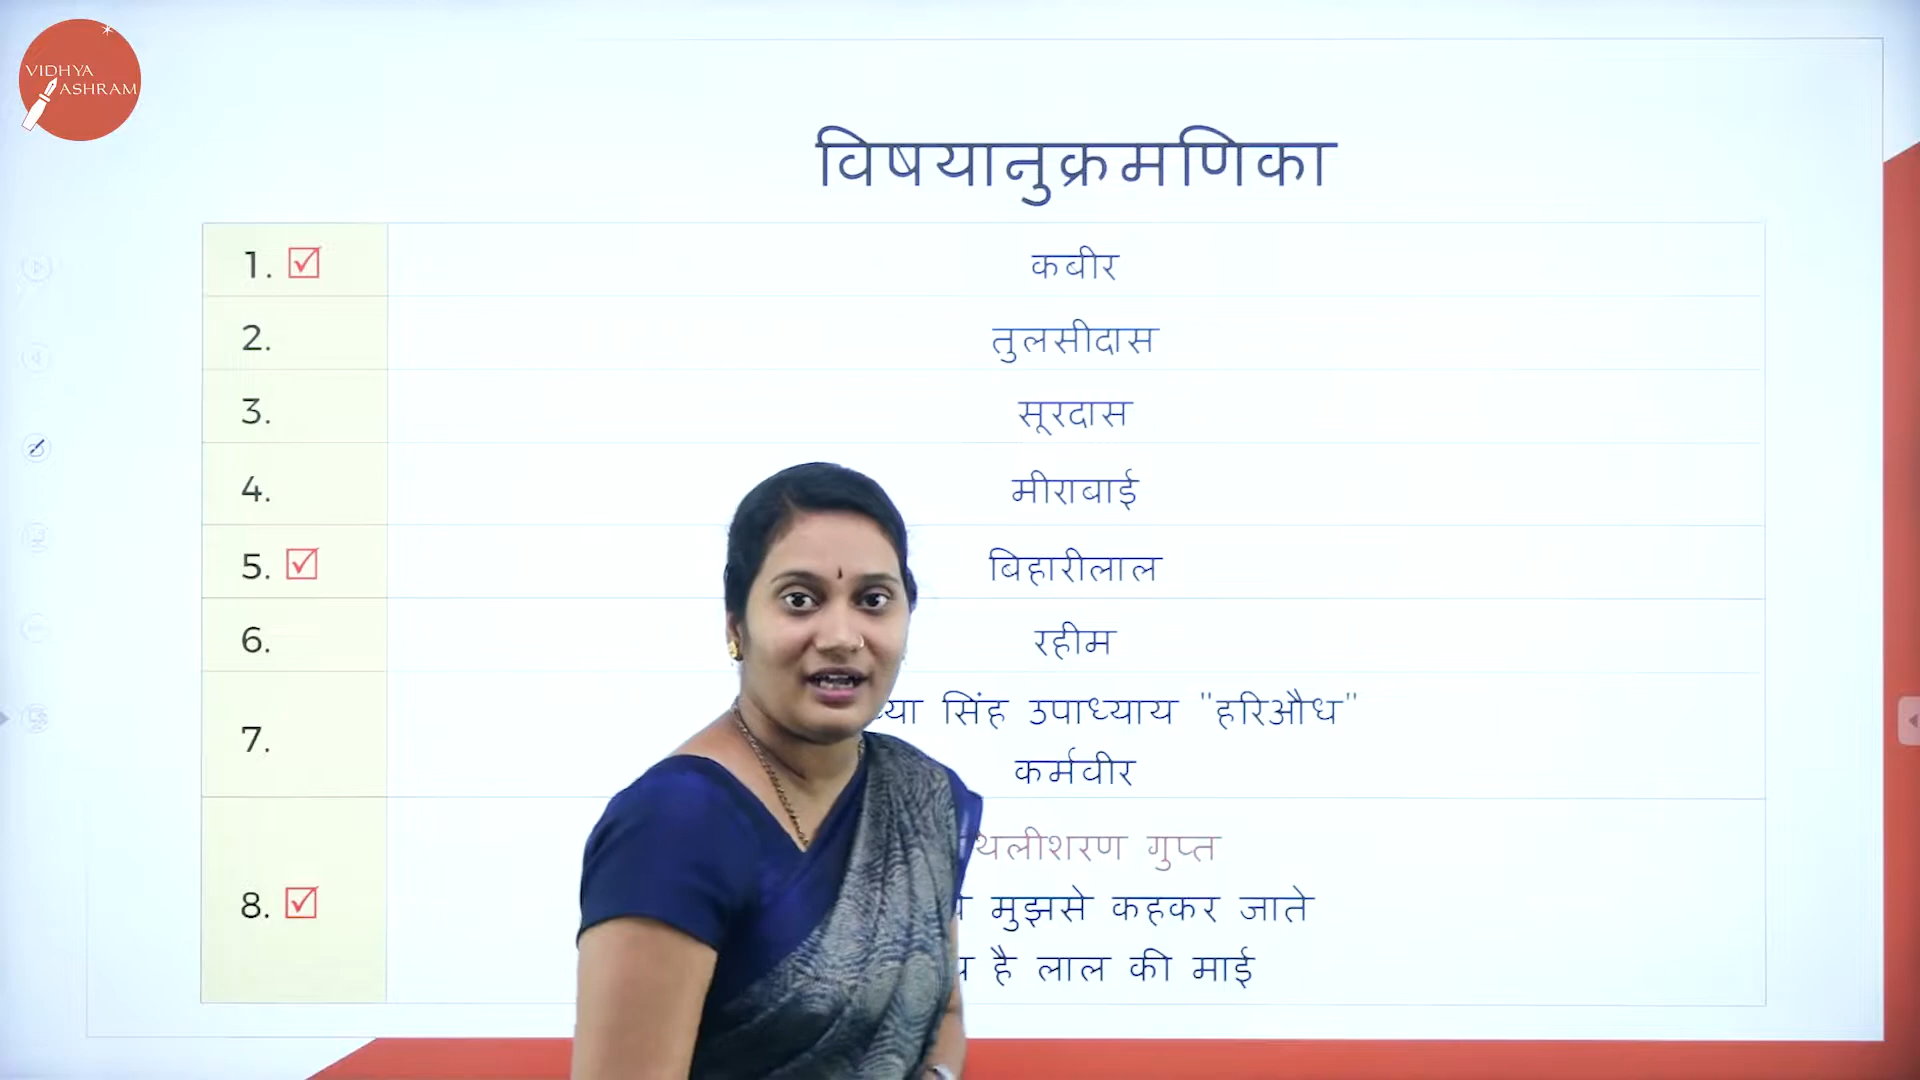 VIDHYA
ASHRAM
विषयानुक्रमणिका
1. ☑ कबीर
2. तुलसीदास
3. सूरदास
4. मीराबाई
5. ☑ बिहारीलाल
6. रहीम
7. सिंह उपाध्याय "हरिऔध"
कर्मवीर
गुप्त
8. ☑ मुझसे कहकर जाते
है लाल की माई